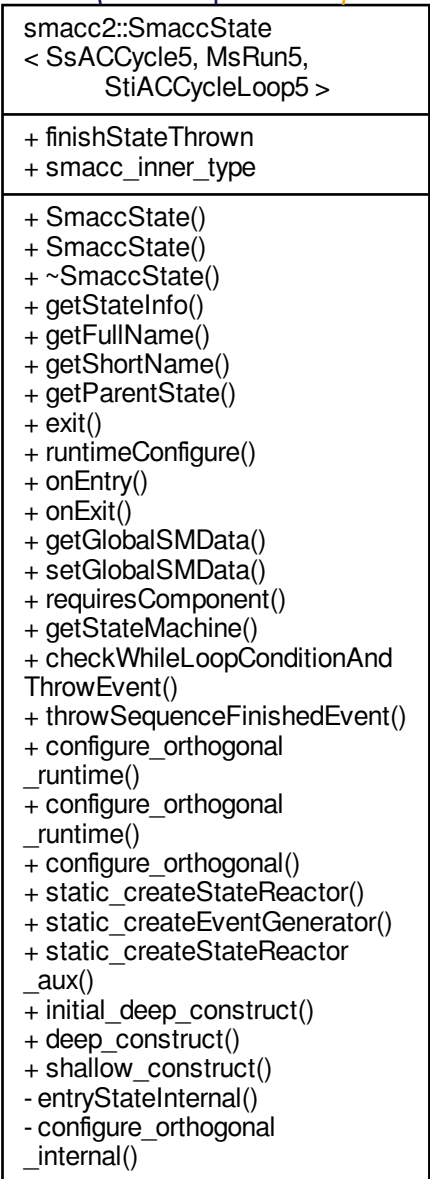 smacc2::SmaccState
< SsACCycle5, MsRun5,
StiACCycleLoop5 >
+ finishStateThrown
+ smacc_inner_type
+ SmaccState()
+ SmaccState()
+ ~SmaccState()
+ getStateInfo()
+ getFullName()
+ getShortName()
+ getParentState()
+ exit()
+ runtimeConfigure()
+ onEntry()
+ onExit()
+ getGlobalSMData()
+ setGlobalSMData()
+ requiresComponent()
+ getStateMachine()
+ checkWhileLoopConditionAnd
ThrowEvent()
+ throwSequenceFinishedEvent()
+ configure_orthogonal
_runtime()
+ configure_orthogonal
_runtime()
+ configure_orthogonal()
+ static_createStateReactor()
+ static_createEventGenerator()
+ static_createStateReactor
_aux()
+ initial_deep_construct()
+ deep_construct()
+ shallow_construct()
- entryStateInternal()
- configure_orthogonal
_internal()